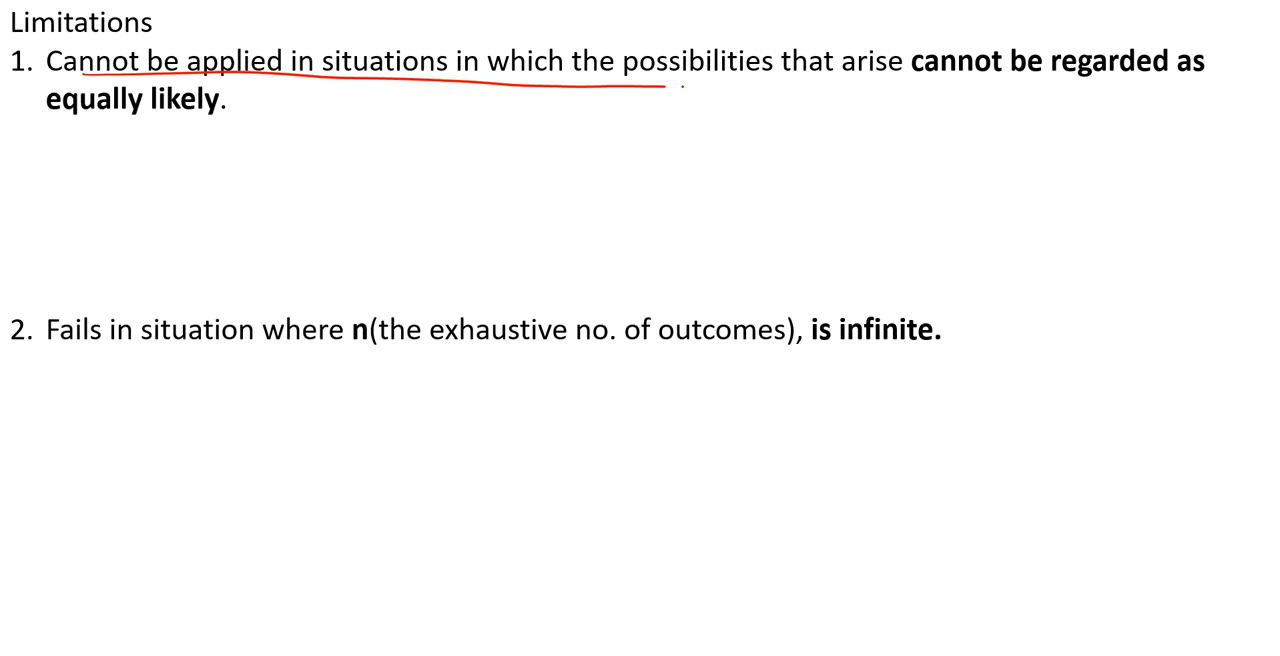 Limitations
1. Cannot be applied in situations in which the possibilities that arise cannot be regarded as
equally likely.
2. Fails in situation where n(the exhaustive no. of outcomes), is infinite.